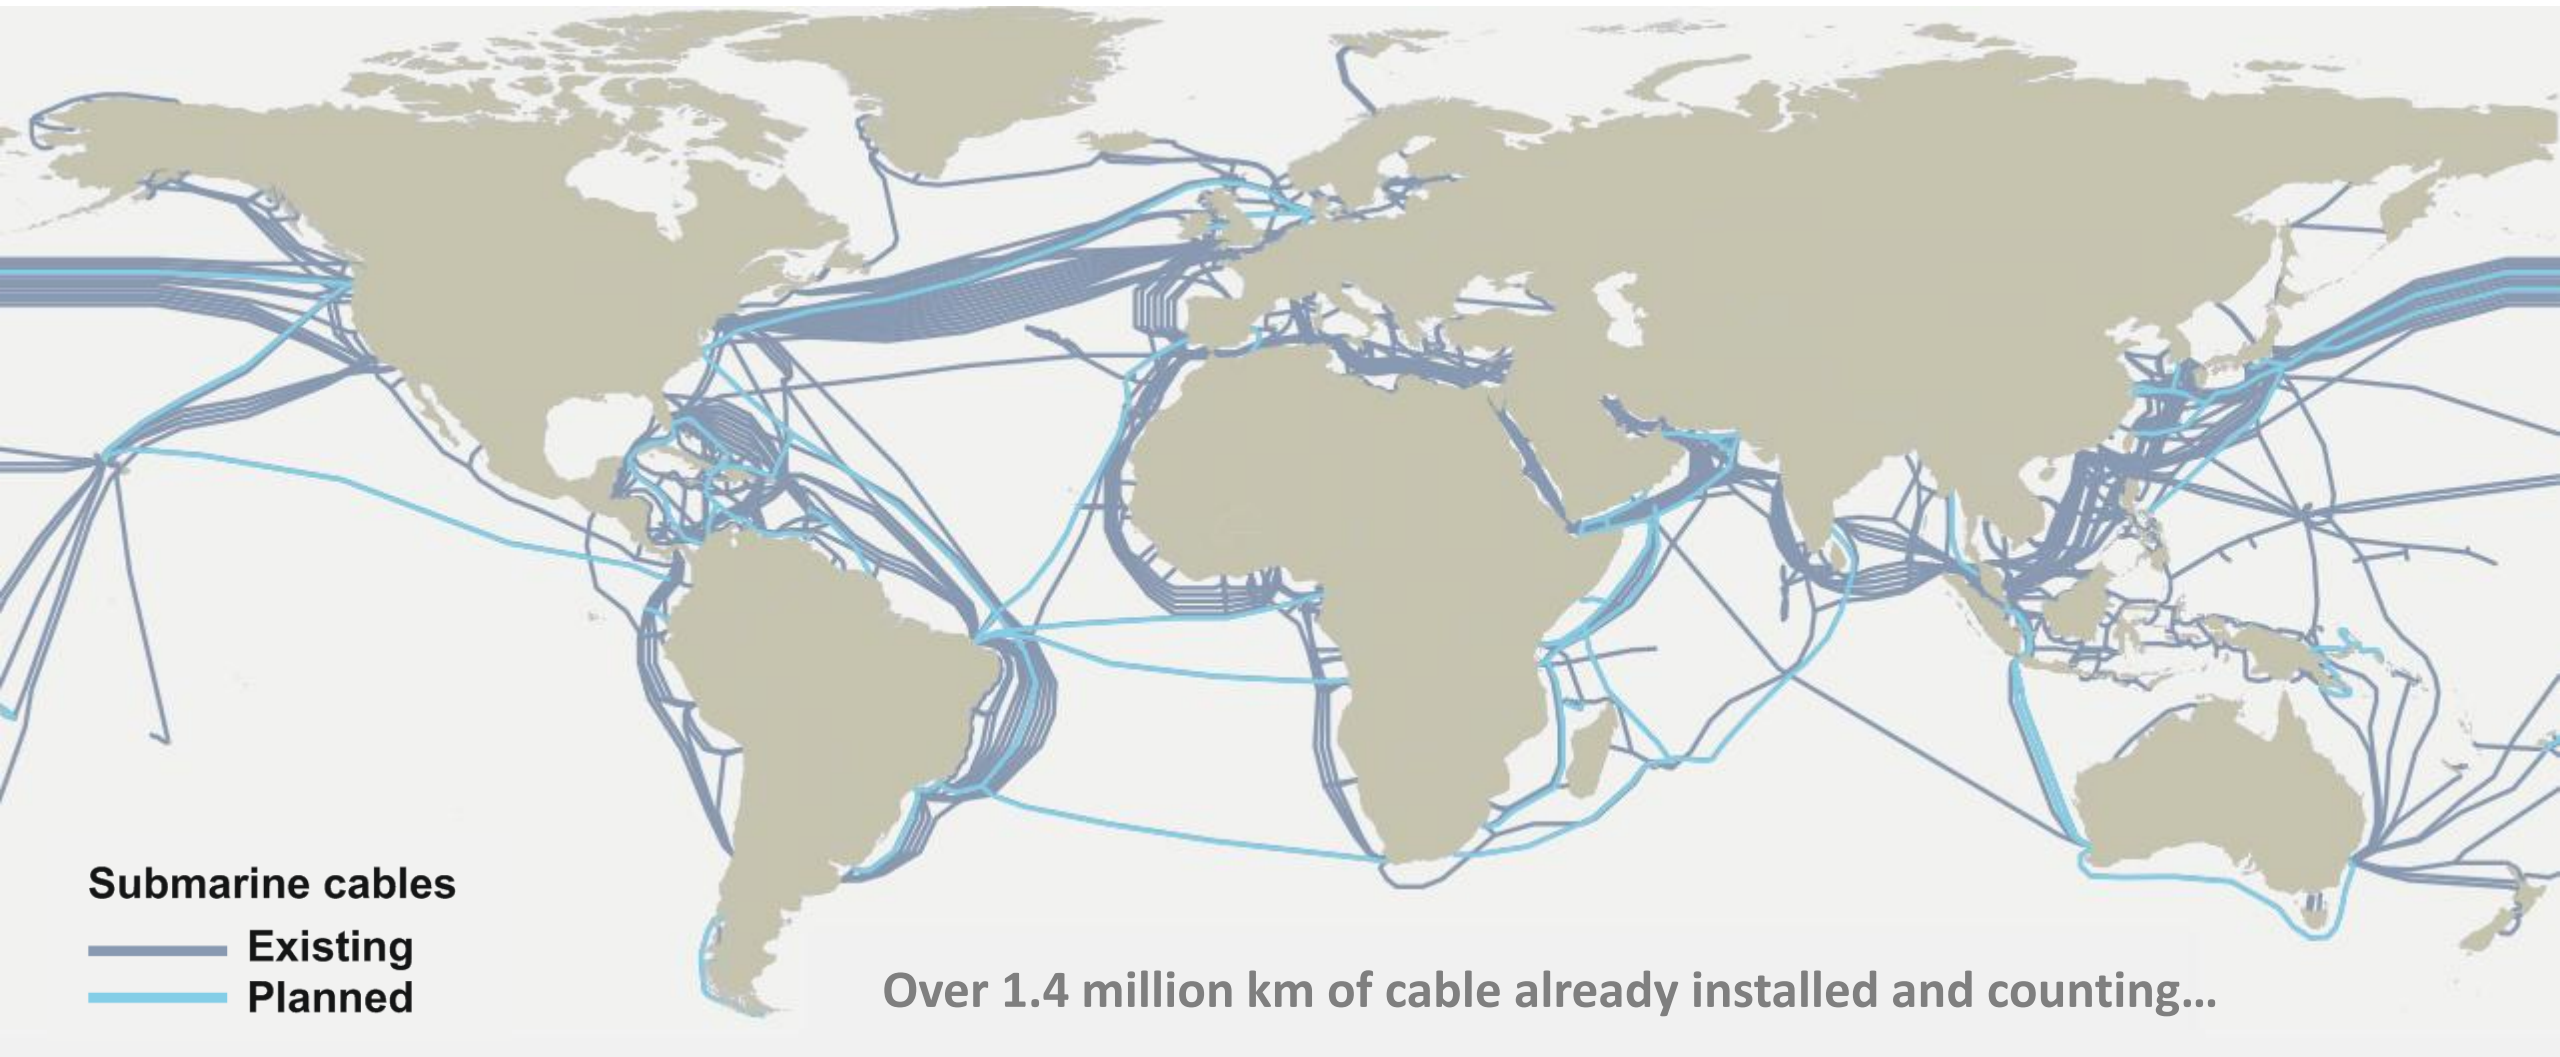 Submarine cables
Existing
Planned
Over 1.4 million km of cable already installed and counting…